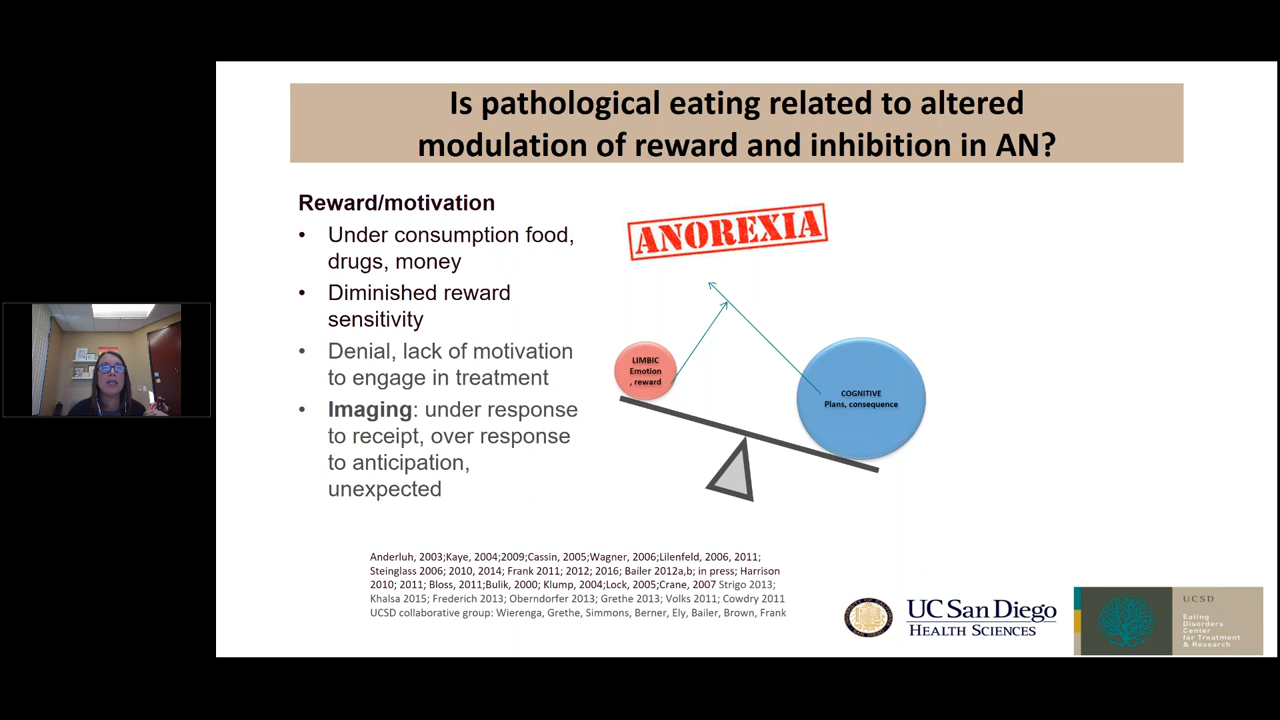 Is pathological eating related to altered
modulation of reward and inhibition in AN?
Reward/motivation
• Under consumption food,
drugs, money
• Diminished reward
sensitivity
• Denial, lack of motivation
to engage in treatment
• Imaging: under response
to receipt, over response
to anticipation,
unexpected
ANOREXIA
LIMBIC
Emotion
, reward
COGNITIVE
Plans, consequence
Anderluh, 2003;Kaye, 2004;2009;Cassin, 2005;Wagner, 2006;Lilenfeld, 2006, 2011;
Steinglass 2006; 2010, 2014; Frank 2011; 2012; 2016; Bailer 2012a,b; in press; Harrison
2010; 2011; Bloss, 2011;Bulik, 2000; Klump, 2004;Lock, 2005;Crane, 2007 Strigo 2013;
Khalsa 2015; Frederich 2013; Oberndorfer 2013; Grethe 2013; Volks 2011; Cowdry 2011
UCSD collaborative group: Wierenga, Grethe, Simmons, Berner, Ely, Bailer, Brown, Frank
UC San Diego
HEALTH SCIENCES
UCSD
Eating
Disorders
Center
for Treatment
& Research